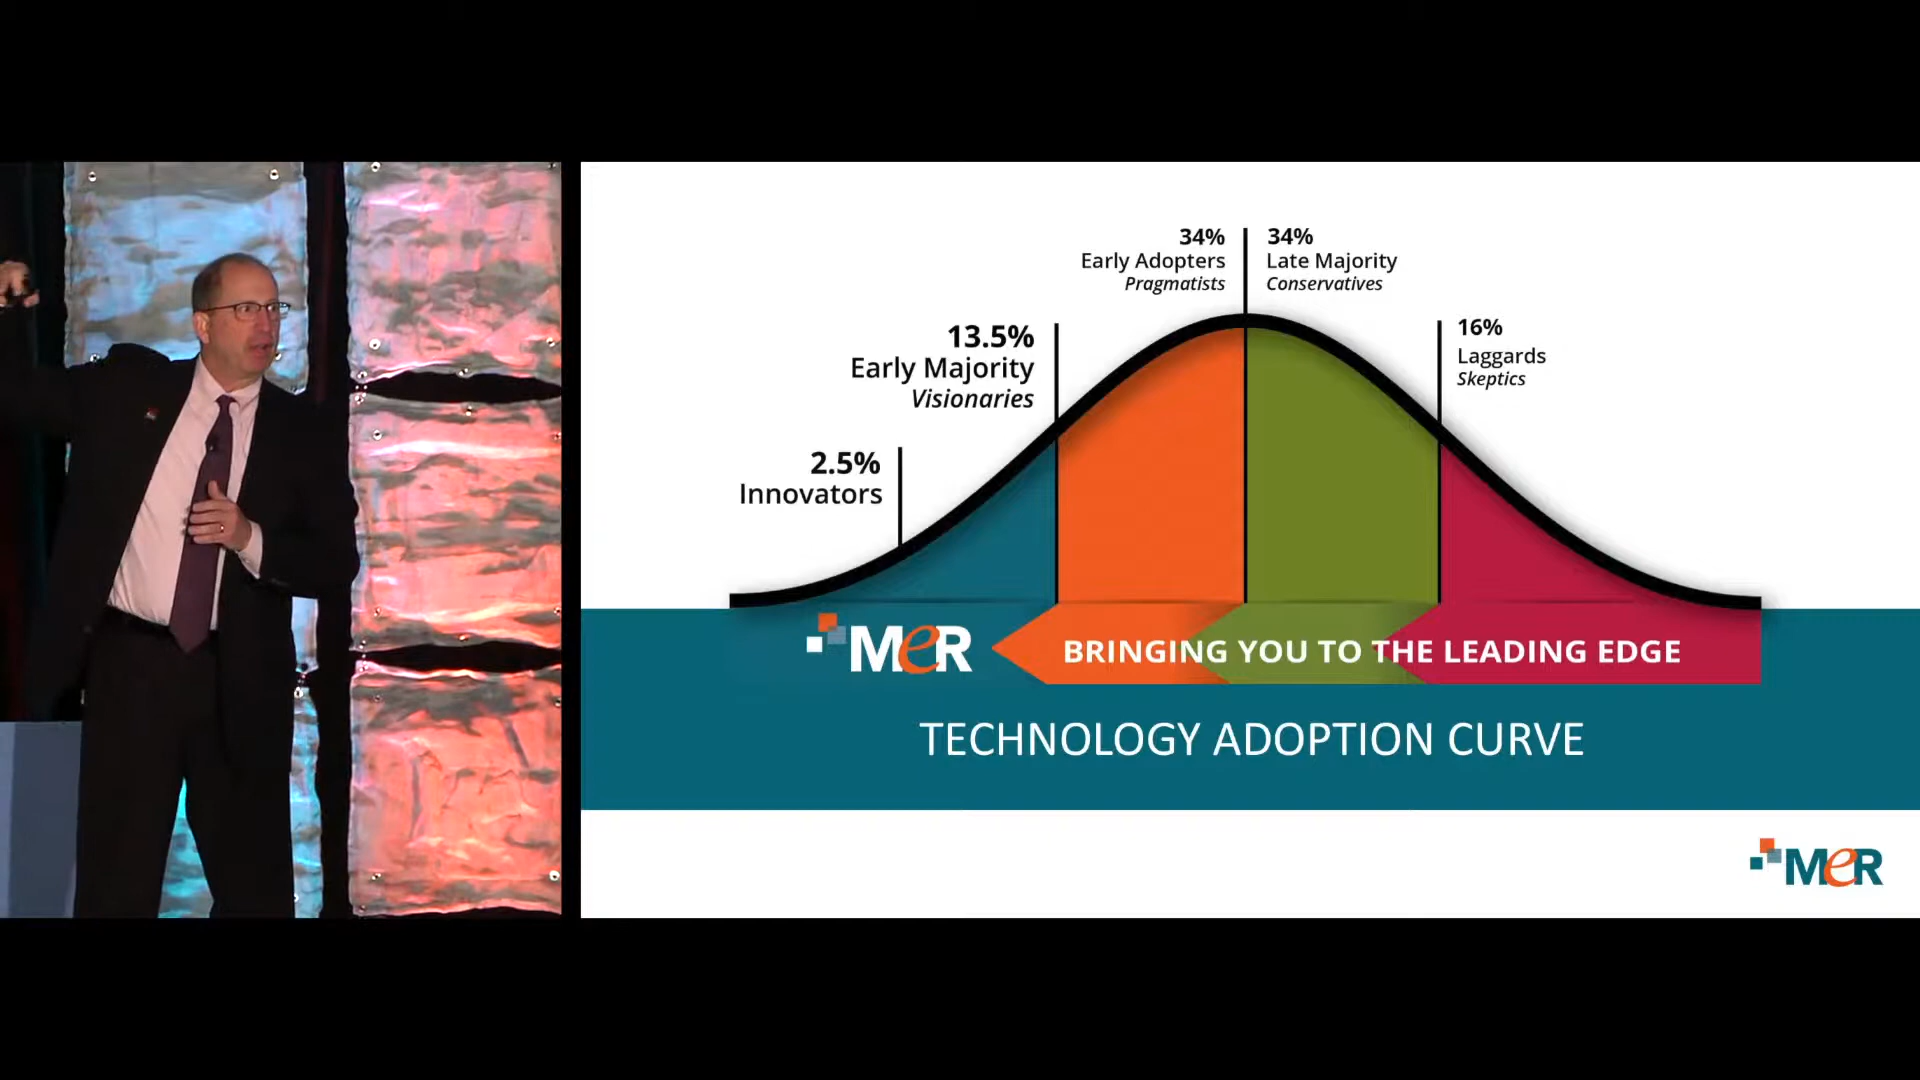 34%
Early Adopters
Pragmatists
34%
Late Majority
Conservatives
13.5%
Early Majority
Visionaries
16%
Laggards
Skeptics
2.5%
Innovators
MeR
BRINGING YOU TO THE LEADING EDGE
TECHNOLOGY ADOPTION CURVE
MeR